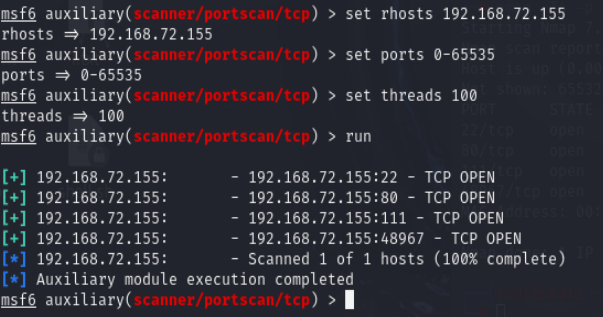 msf6 auxiliary(scanner/portscan/tcp) > set rhosts 192.168.72.155
rhosts => 192.168.72.155
msf6 auxiliary(scanner/portscan/tcp) > set ports 0-65535
ports => 0-65535
msf6 auxiliary(scanner/portscan/tcp) > set threads 100
threads => 100
msf6 auxiliary(scanner/portscan/tcp) > run
[+] 192.168.72.155: - 192.168.72.155:22 - TCP OPEN
[+] 192.168.72.155: - 192.168.72.155:80 - TCP OPEN
[+] 192.168.72.155: - 192.168.72.155:111 - TCP OPEN
[+] 192.168.72.155: - 192.168.72.155:48967 - TCP OPEN
[*] 192.168.72.155: - Scanned 1 of 1 hosts (100% complete)
[*] Auxiliary module execution completed
msf6 auxiliary(scanner/portscan/tcp) >